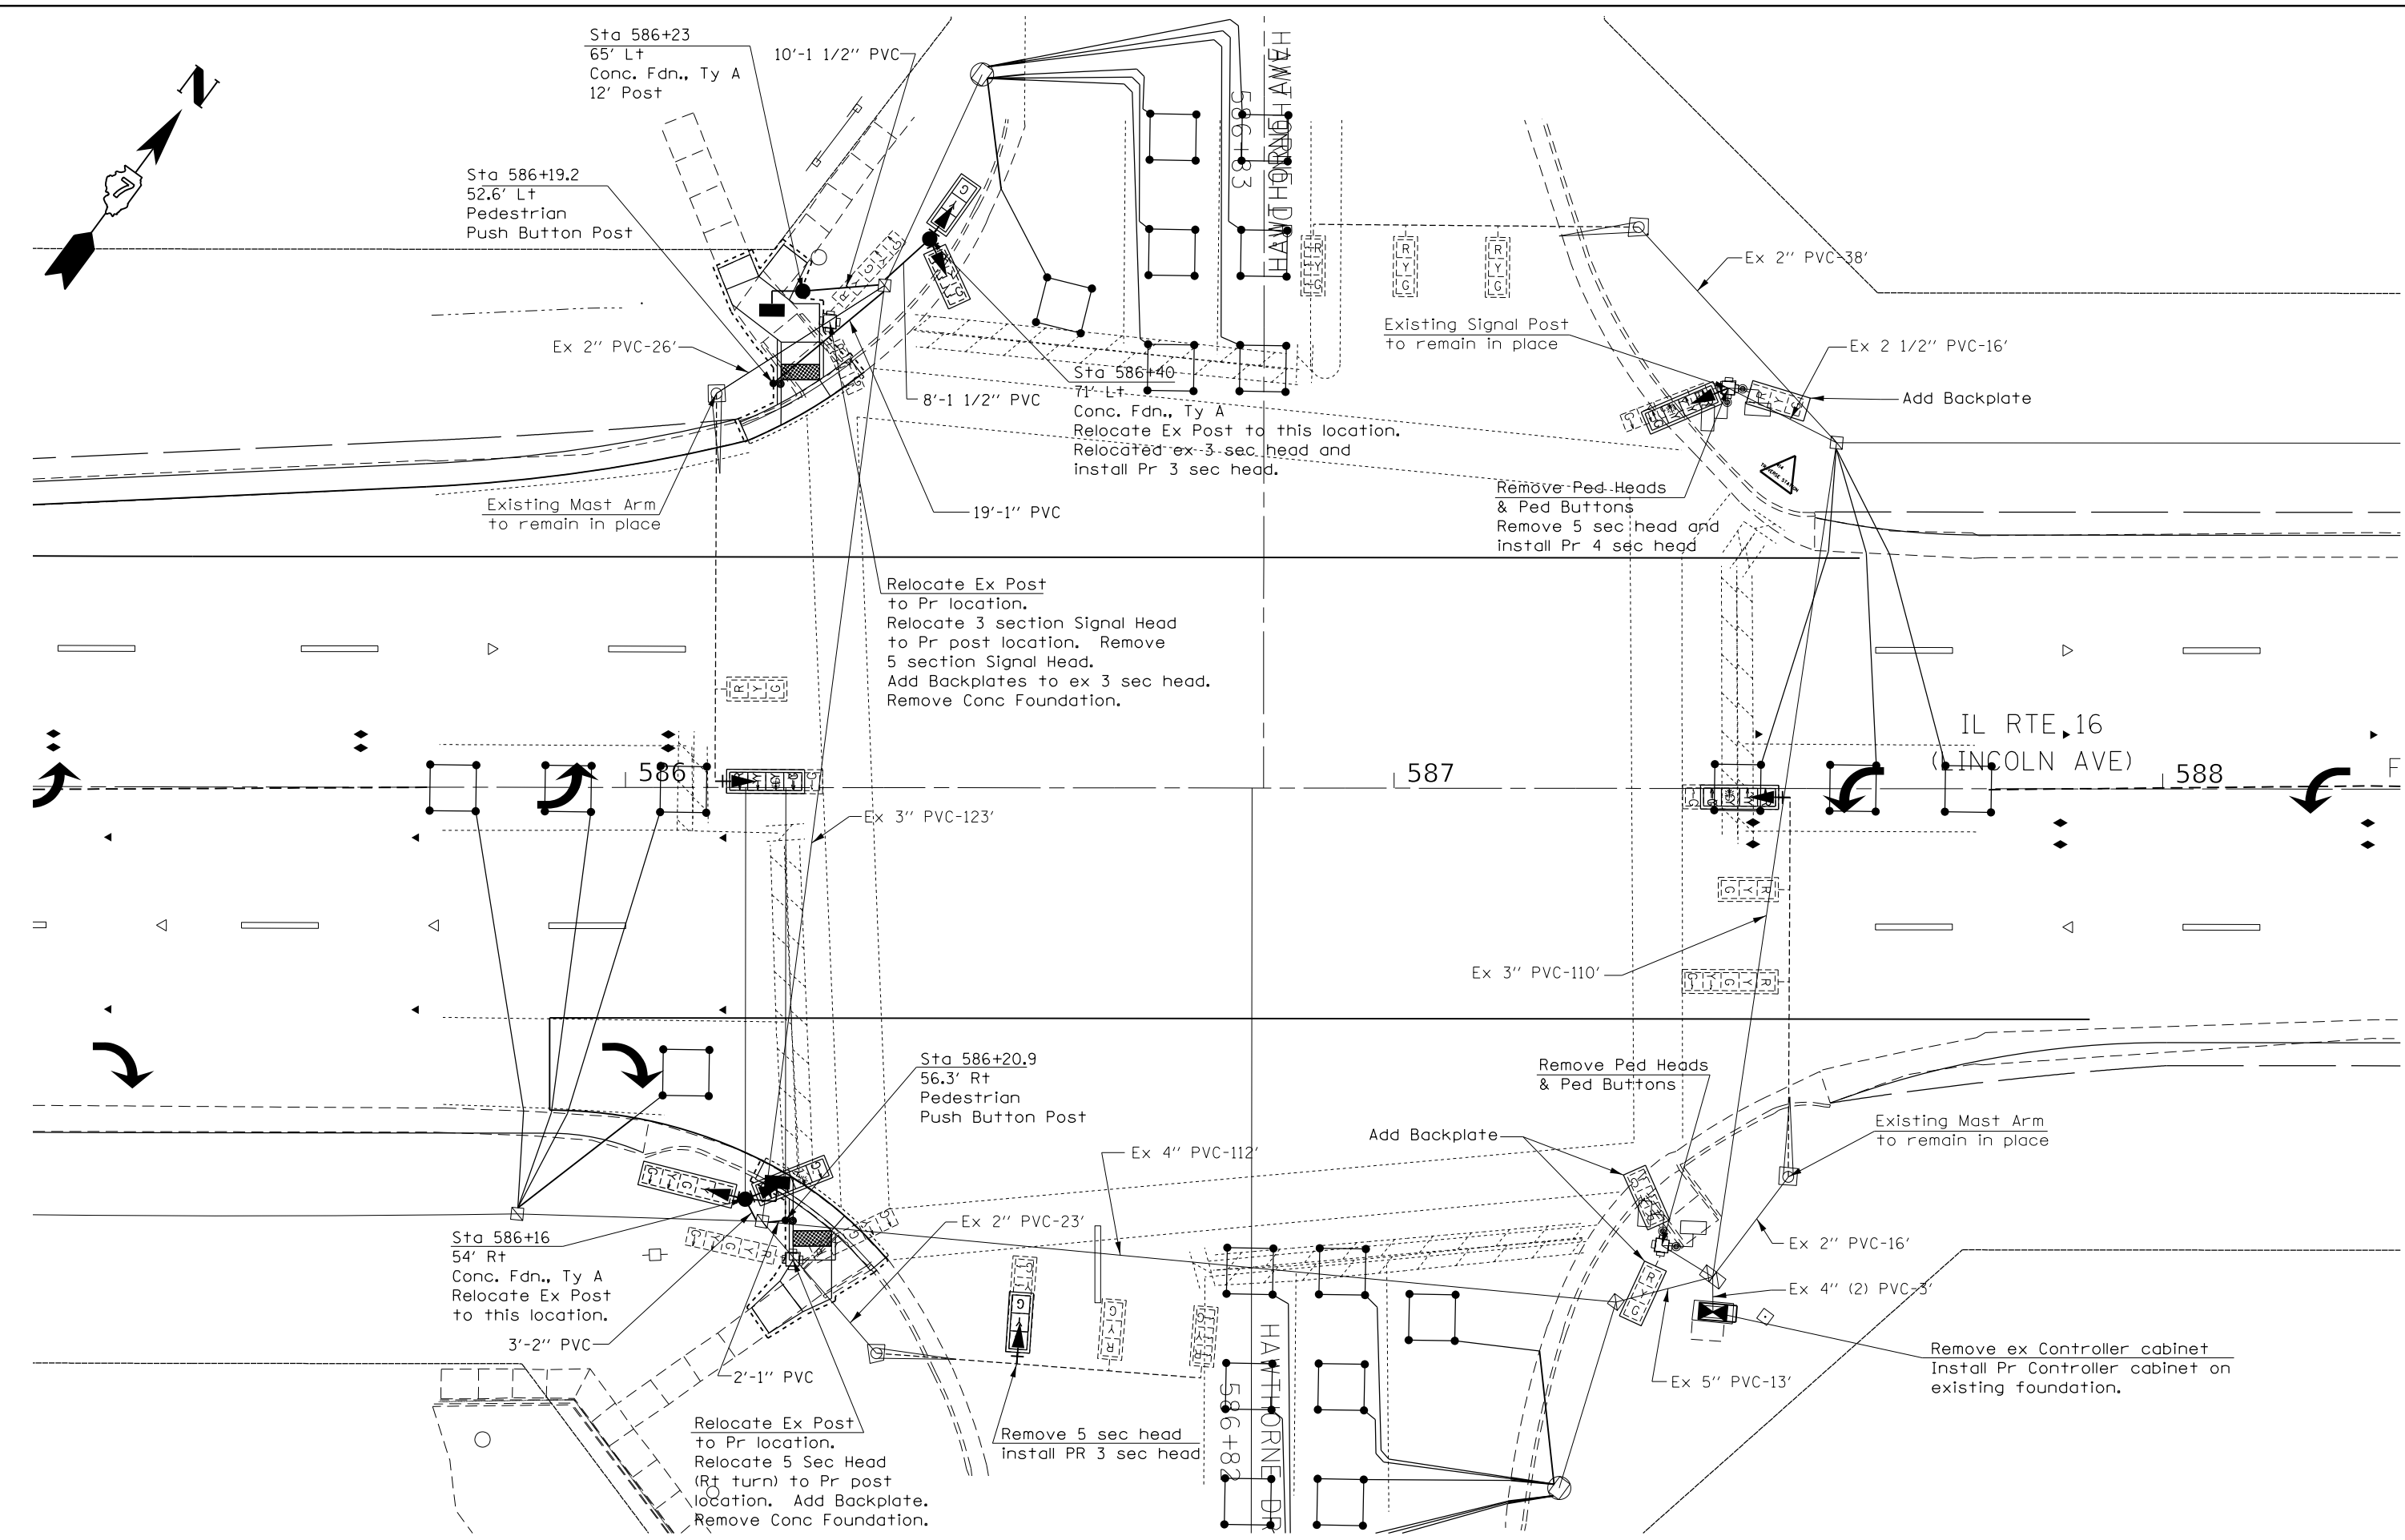 N
7
Sta 586+23
65' Lt
Conc. Fdn., Ty A
12' Post
10'-1 1/2" PVC
Sta 586+19.2
52.6' Lt
Pedestrian
Push Button Post
586+83
Ex 2" PVC-38'
Existing Signal Post
to remain in place
Ex 2 1/2" PVC-16'
Add Backplate
Ex 2" PVC-26'
8'-1 1/2" PVC
Sta 586+40
71' Lt
Conc. Fdn., Ty A
Relocate Ex Post to this location.
Relocated ex 3 sec head and
install Pr 3 sec head.
Existing Mast Arm
to remain in place
19'-1" PVC
Remove Ped Heads
& Ped Buttons
Remove 5 sec head and
install Pr 4 sec head
Relocate Ex Post
to Pr location.
Relocate 3 section Signal Head
to Pr post location. Remove
5 section Signal Head.
Add Backplates to ex 3 sec head.
Remove Conc Foundation.
R Y G
R Y G
R Y G
R Y G
IL RTE 16
(LINCOLN AVE)
586
587
588
F
Ex 3" PVC-123'
Ex 3" PVC-110'
Sta 586+20.9
56.3' Rt
Pedestrian
Push Button Post
Remove Ped Heads
& Ped Buttons
Add Backplate
Existing Mast Arm
to remain in place
Ex 4" PVC-112'
Ex 2" PVC-23'
Sta 586+16
54' Rt
Conc. Fdn., Ty A
Relocate Ex Post
to this location.
3'-2" PVC
2'-1" PVC
Ex 2" PVC-16'
Ex 4" (2) PVC-3'
Ex 5" PVC-13'
Remove ex Controller cabinet
Install Pr Controller cabinet on
existing foundation.
Relocate Ex Post
to Pr location.
Relocate 5 Sec Head
(Rt turn) to Pr post
location. Add Backplate.
Remove Conc Foundation.
Remove 5 sec head
install PR 3 sec head
586+82
HAWTHORNE DR